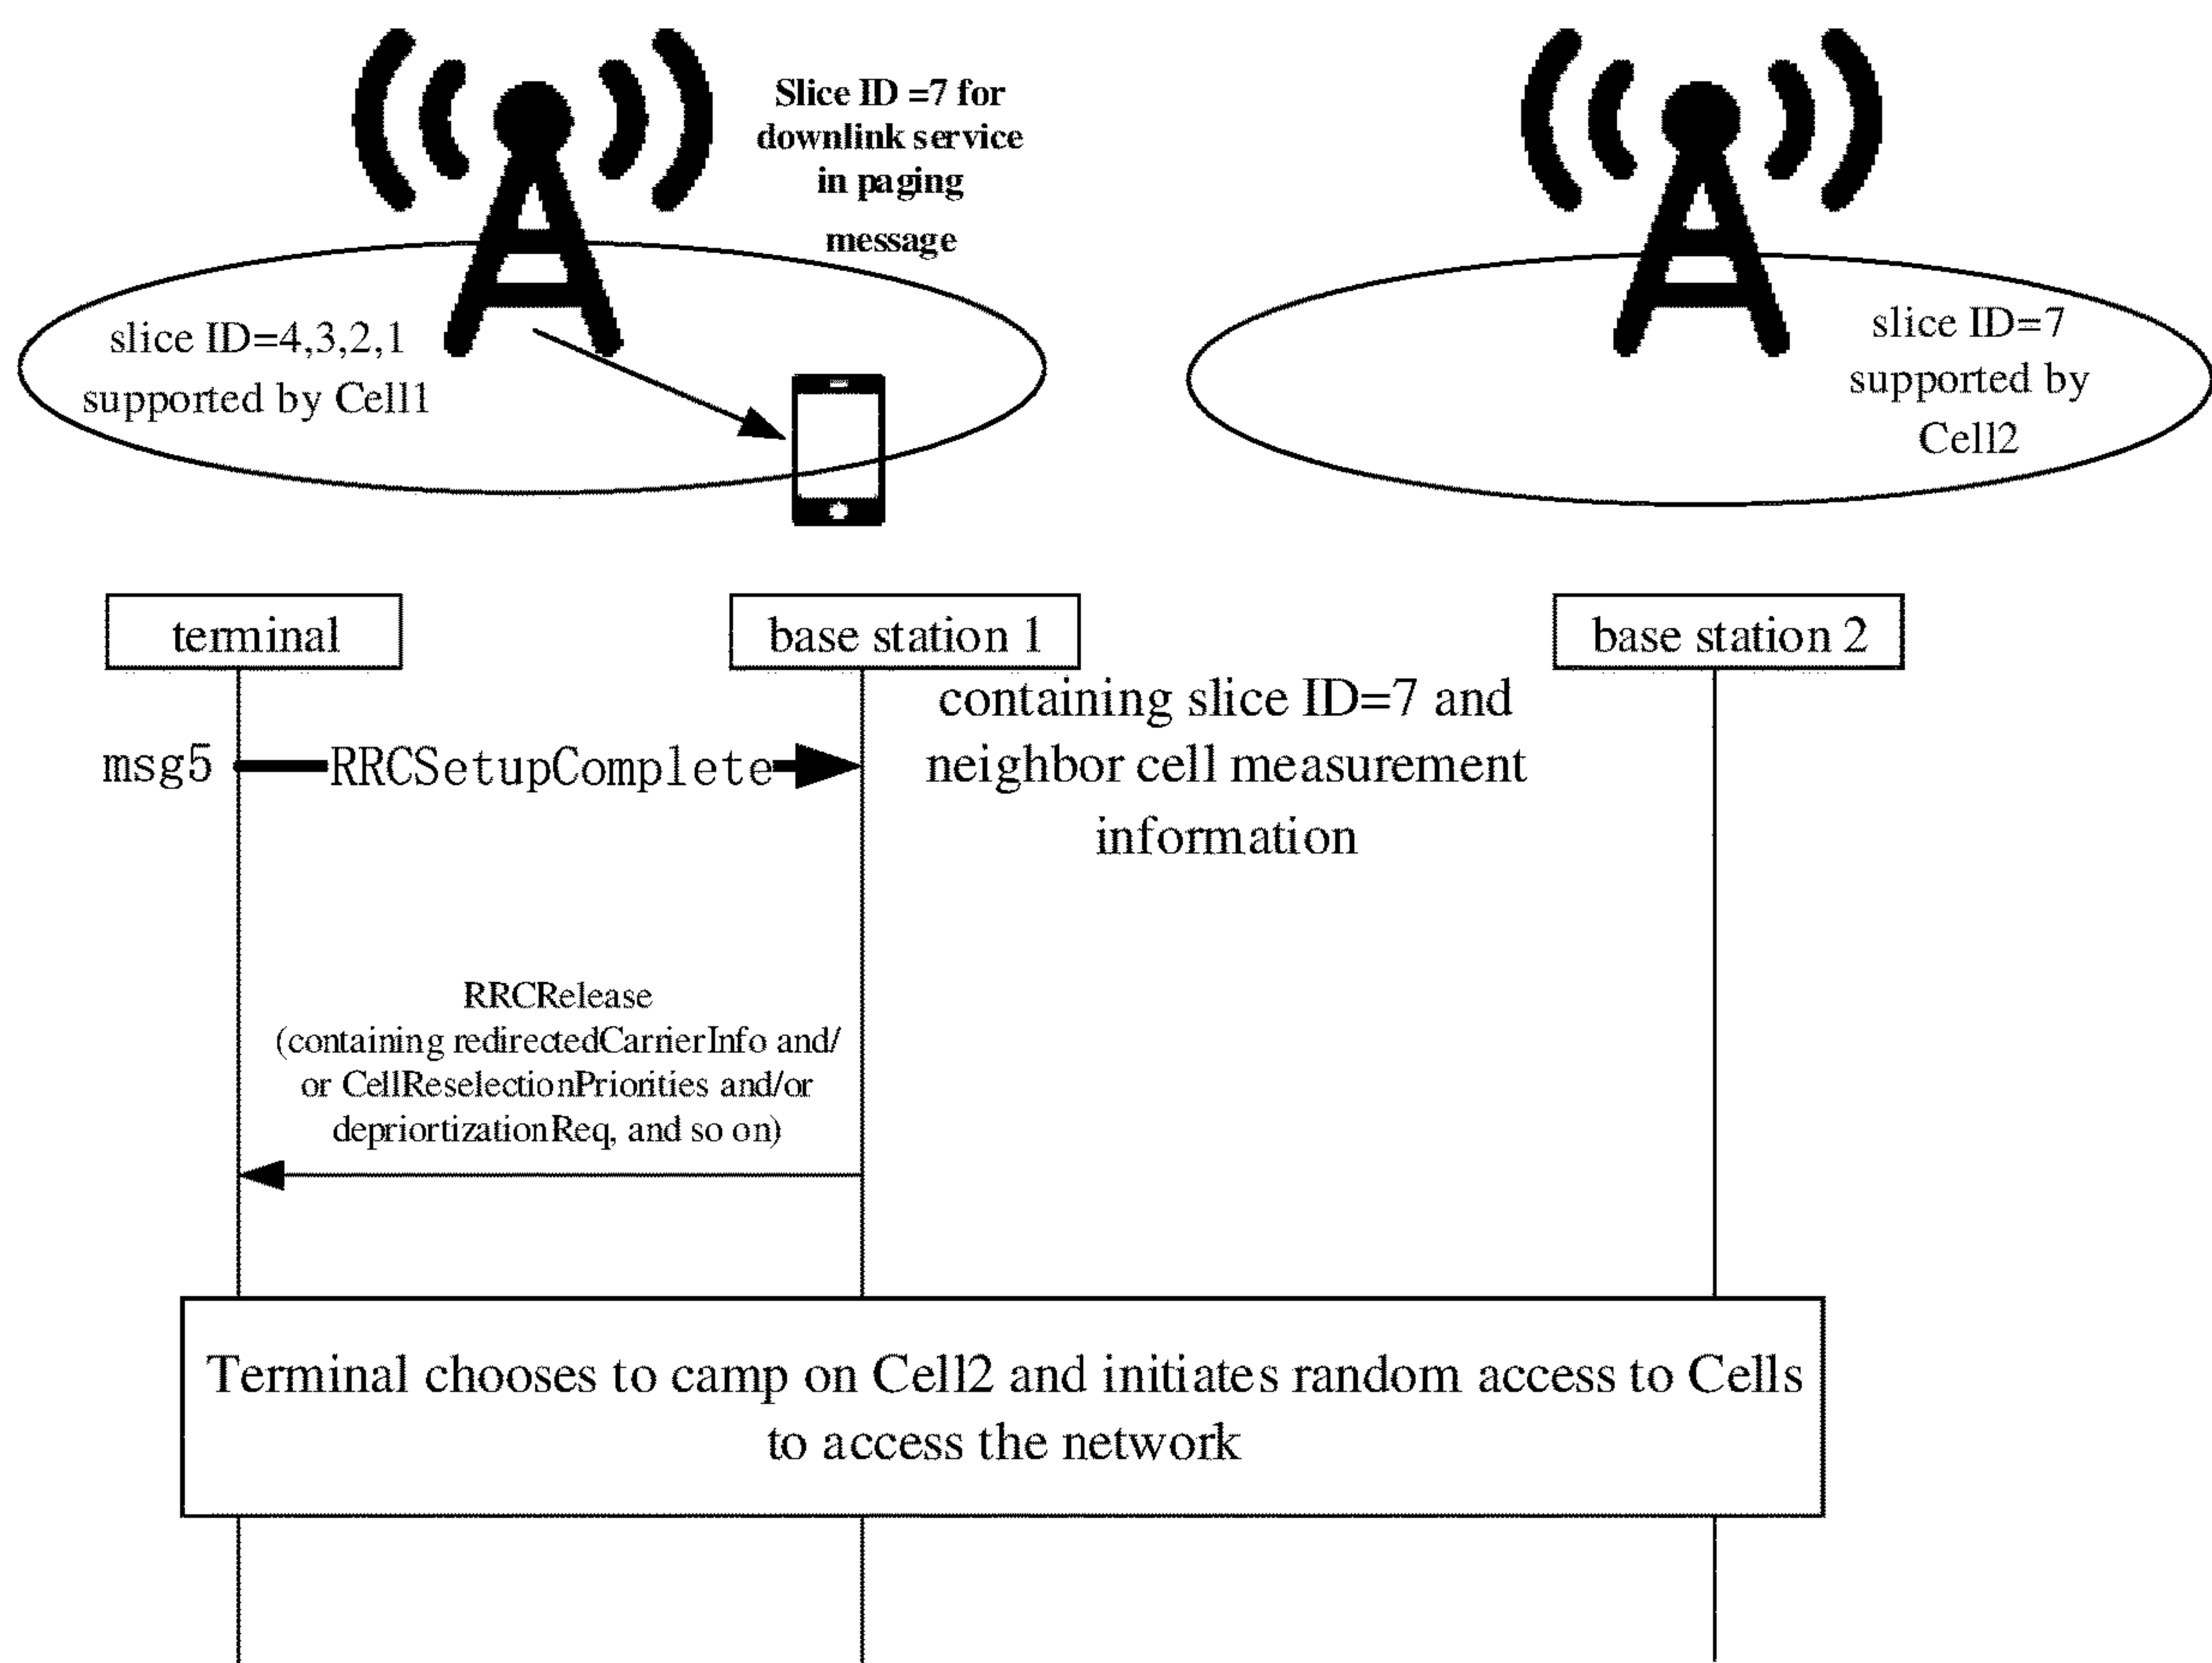 Slice ID =7 for
downlink service
in paging
message
slice ID=4,3,2,1
supported by Cell1
slice ID=7
supported by
Cell2
terminal
base station 1
base station 2
containing slice ID=7 and
neighbor cell measurement
information
msg5
RRCSetupComplete
RRCRelease
(containing redirectedCarrierInfo and/
or CellReselectionPriorities and/or
depriortizationReq, and so on)
Terminal chooses to camp on Cell2 and initiates random access to Cells
to access the network